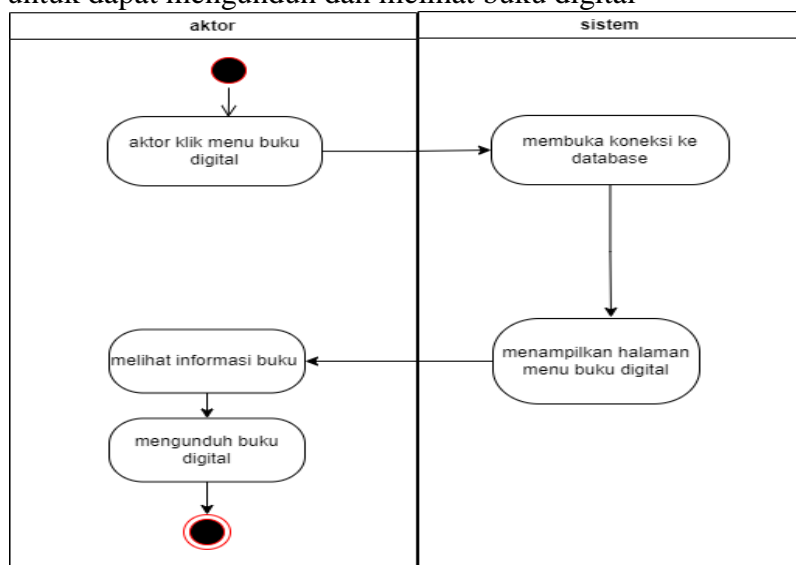 untuk dapat mengunduh dan melihat buku digital
aktor
sistem
aktor klik menu buku
digital
membuka koneksi ke
database
menampilkan halaman
menu buku digital
melihat informasi buku
mengunduh buku
digital